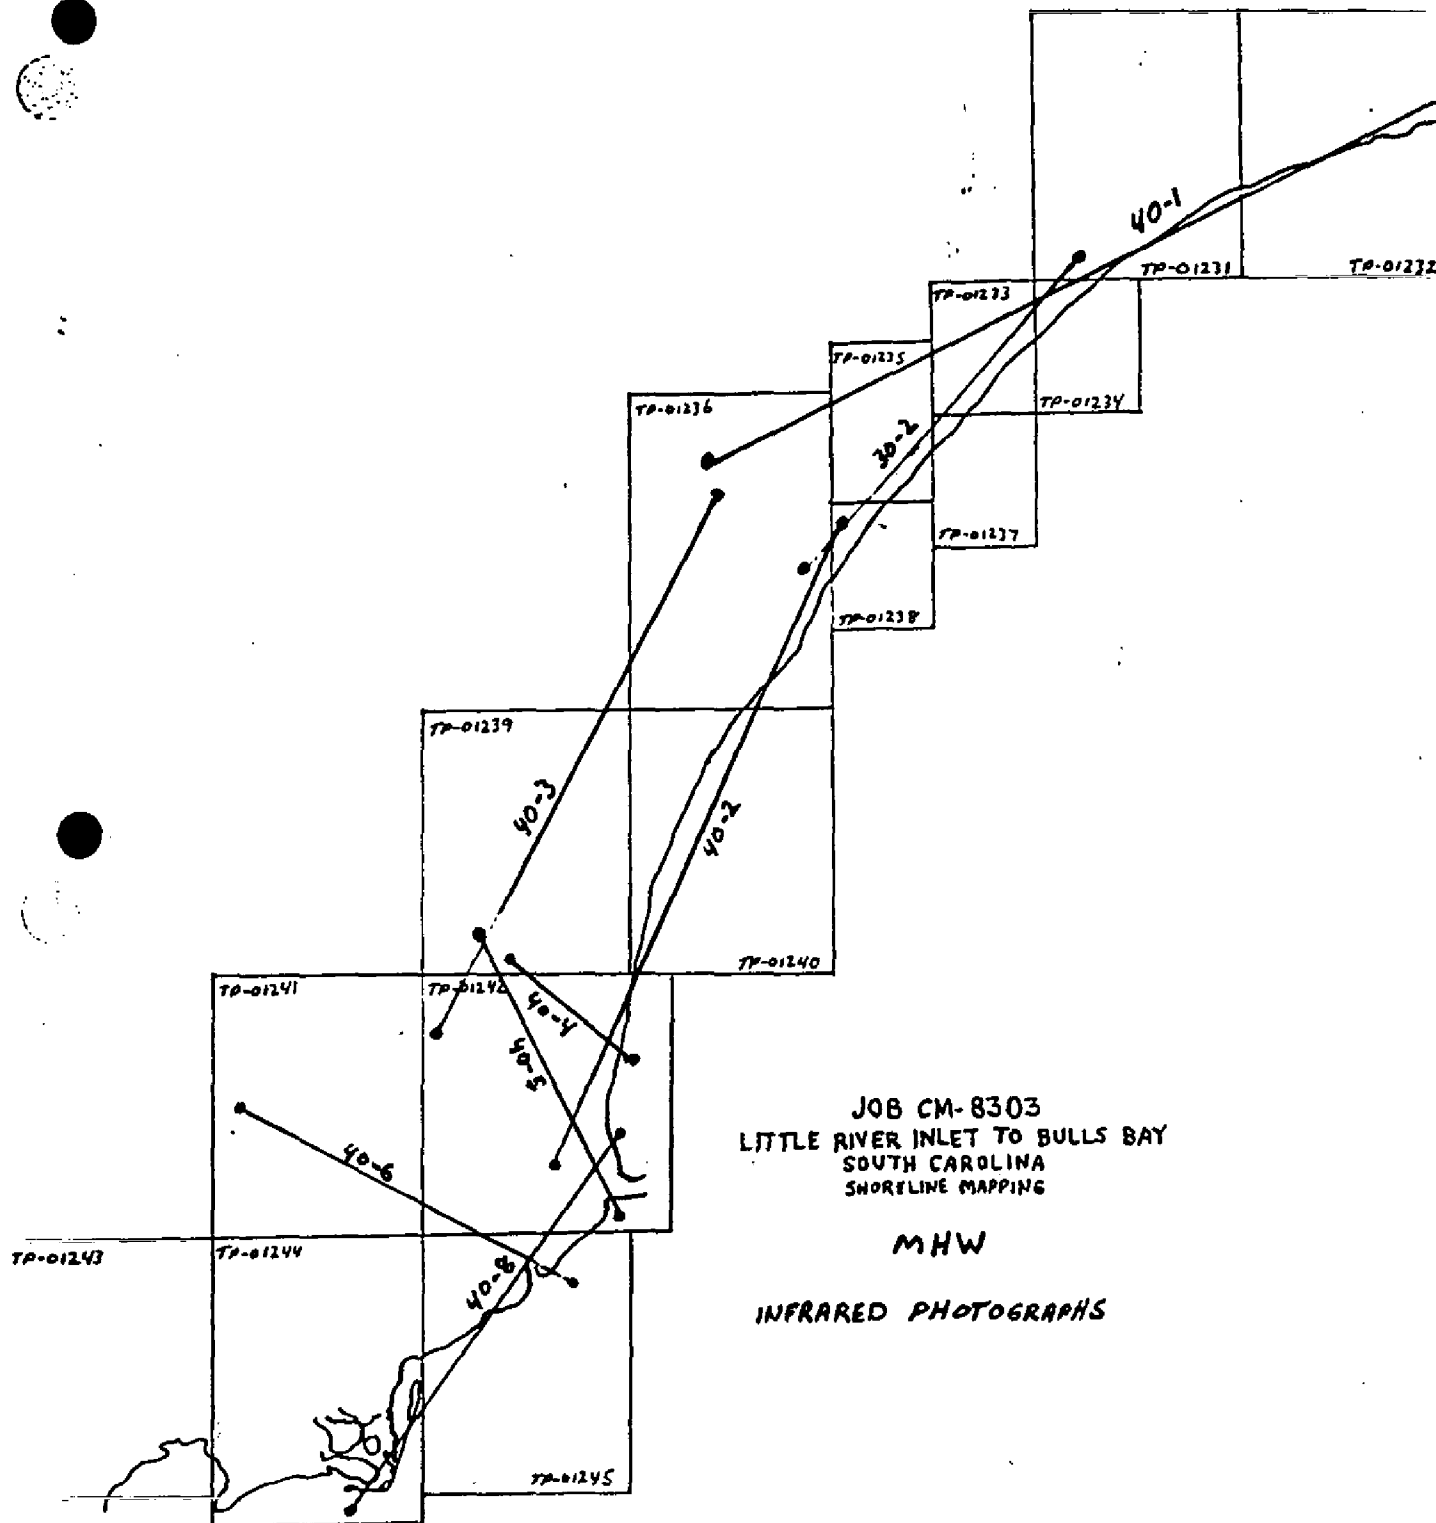 40-1
TP-01231
TP-01232
TP-01233
TP-01235
TP-01234
TP-01236
30-2
TP-01237
TP-01238
TP-01239
40-3
40-2
TP-01240
TP-01241
TP-01242
40-4
40-5
JOB CM-8303
LITTLE RIVER INLET TO BULLS BAY
SOUTH CAROLINA
SHORELINE MAPPING
40-6
MHW
TP-01243
TP-01244
40-8
INFRARED PHOTOGRAPHS
TP-01245